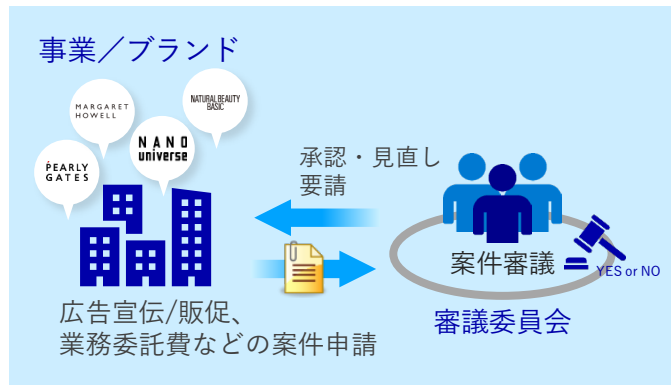 事業／ブランド
MARGARET
HOWELL
NATURAL BEAUTY
BASIC
NANO
universe
PEARLY
GATES
承認・見直し
要請
案件審議
YES or NO
広告宣伝/販促、
業務委託費などの案件申請
審議委員会